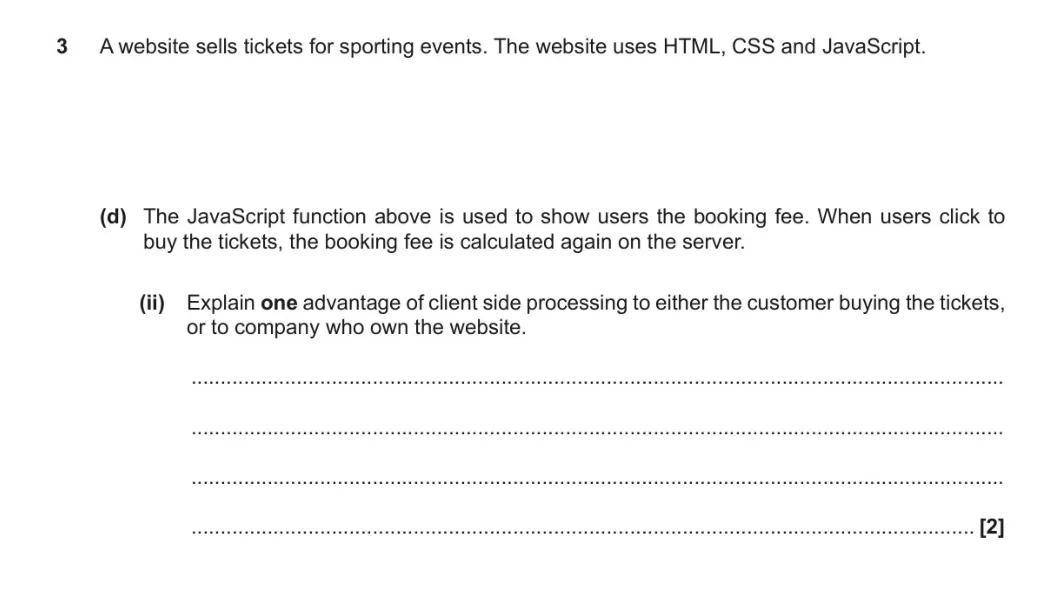 3 A website sells tickets for sporting events. The website uses HTML, CSS and JavaScript.
(d) The JavaScript function above is used to show users the booking fee. When users click to
buy the tickets, the booking fee is calculated again on the server.
(ii) Explain one advantage of client side processing to either the customer buying the tickets,
or to company who own the website.
[2]